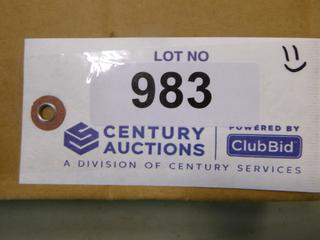 LOT NO
983
CENTURY
AUCTIONS
POWERED BY
ClubBid
A DIVISION OF CENTURY SERVICES